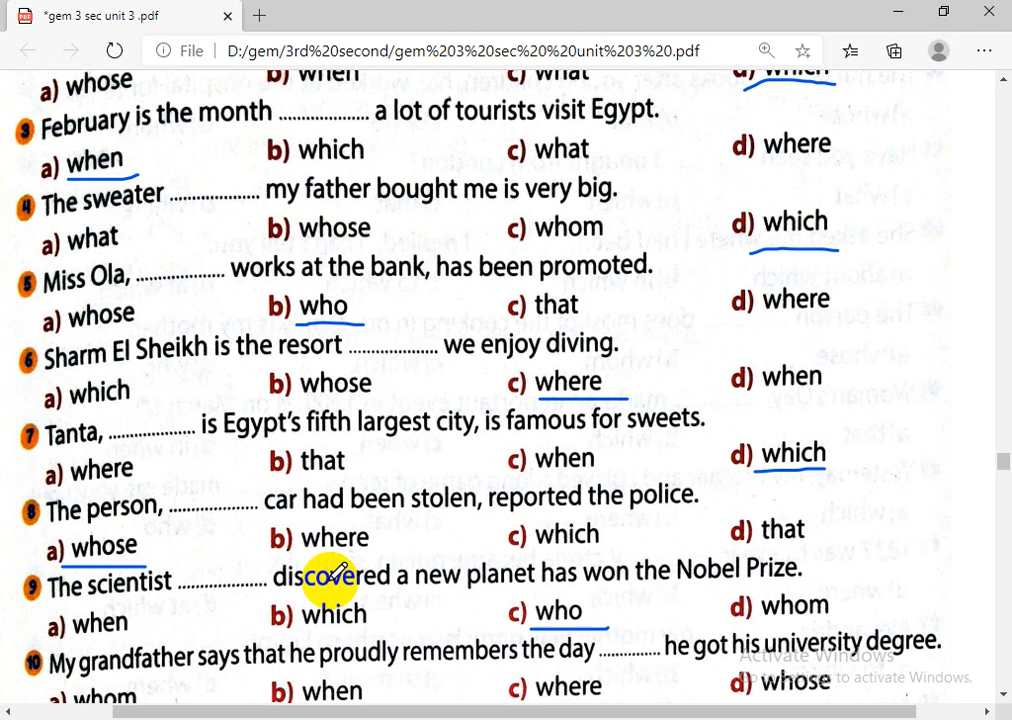 *gem 3 sec unit 3 .pdf
File D:/gem/3rd%20second/gem%203%20sec%20%20unit%203%20.pdf
a) whose b) when c) what d) which
3 February is the month .................. a lot of tourists visit Egypt.
a) when b) which c) what d) where
4 The sweater .................. my father bought me is very big.
a) what b) whose c) whom d) which
5 Miss Ola, .................. works at the bank, has been promoted.
a) whose b) who c) that d) where
6 Sharm El Sheikh is the resort .................. we enjoy diving.
a) which b) whose c) where d) when
7 Tanta, .................. is Egypt's fifth largest city, is famous for sweets.
a) where b) that c) when d) which
8 The person, .................. car had been stolen, reported the police.
a) whose b) where c) which d) that
9 The scientist .................. discovered a new planet has won the Nobel Prize.
a) when b) which c) who d) whom
10 My grandfather says that he proudly remembers the day ............ he got his university degree.
a) whom b) when c) where d) whose
Activate Windows
Go to Settings to activate Windows.